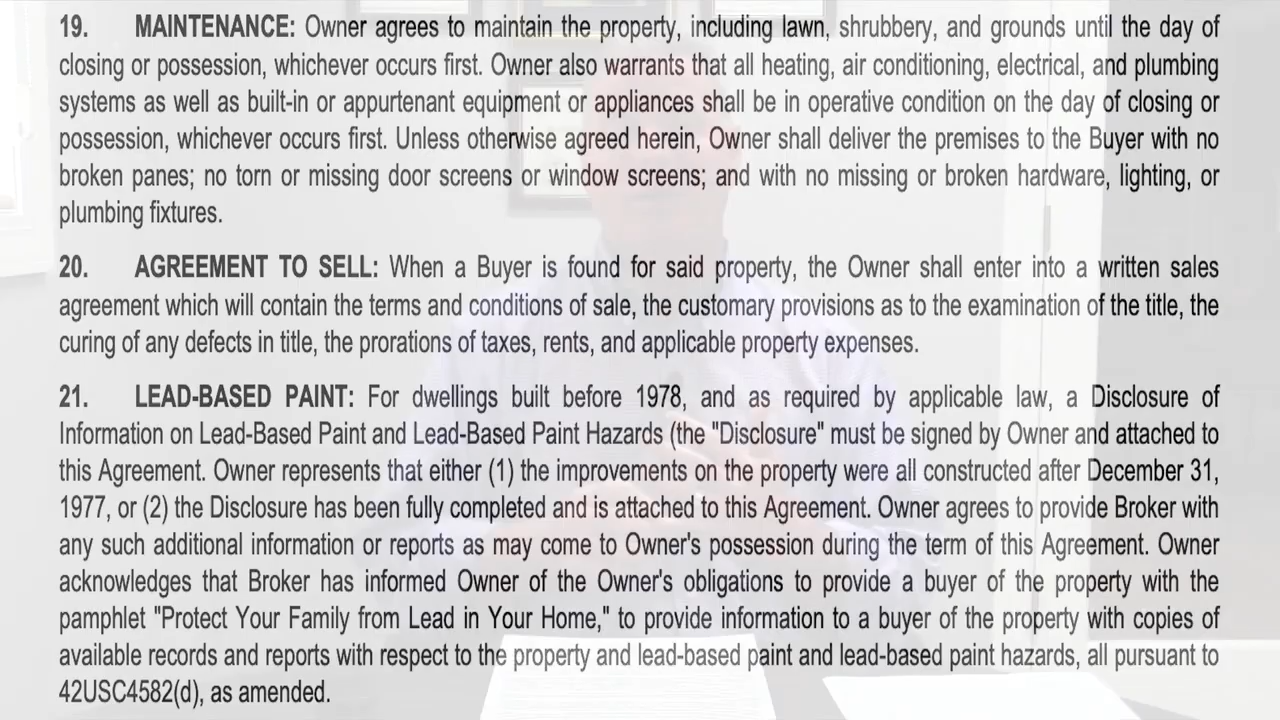 19. MAINTENANCE: Owner agrees to maintain the property, including lawn, shrubbery, and grounds until the day of
closing or possession, whichever occurs first. Owner also warrants that all heating, air conditioning, electrical, and plumbing
systems as well as built-in or appurtenant equipment or appliances shall be in operative condition on the day of closing or
possession, whichever occurs first. Unless otherwise agreed herein, Owner shall deliver the premises to the Buyer with no
broken panes; no torn or missing door screens or window screens; and with no missing or broken hardware, lighting, or
plumbing fixtures.
20. AGREEMENT TO SELL: When a Buyer is found for said property, the Owner shall enter into a written sales
agreement which will contain the terms and conditions of sale, the customary provisions as to the examination of the title, the
curing of any defects in title, the prorations of taxes, rents, and applicable property expenses.
21. LEAD-BASED PAINT: For dwellings built before 1978, and as required by applicable law, a Disclosure of
Information on Lead-Based Paint and Lead-Based Paint Hazards (the "Disclosure" must be signed by Owner and attached to
this Agreement. Owner represents that either (1) the improvements on the property were all constructed after December 31,
1977, or (2) the Disclosure has been fully completed and is attached to this Agreement. Owner agrees to provide Broker with
any such additional information or reports as may come to Owner's possession during the term of this Agreement. Owner
acknowledges that Broker has informed Owner of the Owner's obligations to provide a buyer of the property with the
pamphlet "Protect Your Family from Lead in Your Home," to provide information to a buyer of the property with copies of
available records and reports with respect to the property and lead-based paint and lead-based paint hazards, all pursuant to
42USC4582(d), as amended.